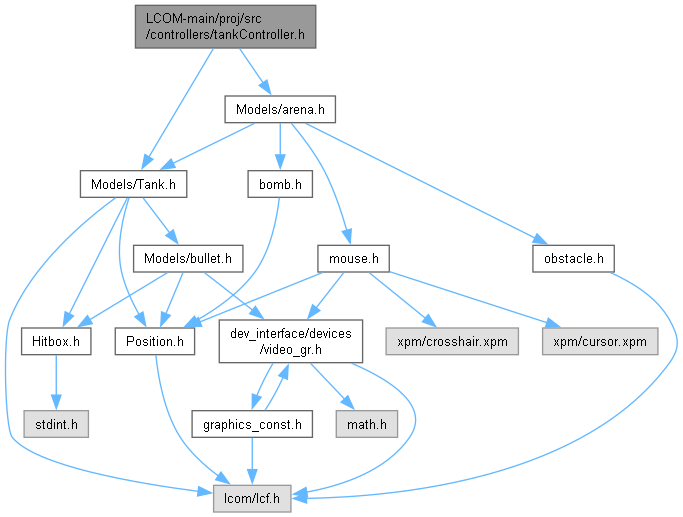 LCOM-main/proj/src
/controllers/tankController.h
Models/arena.h
Models/Tank.h
bomb.h
Models/bullet.h
mouse.h
obstacle.h
Hitbox.h
Position.h
dev_interface/devices
/video_gr.h
xpm/crosshair.xpm
xpm/cursor.xpm
stdint.h
graphics_const.h
math.h
lcom/lcf.h